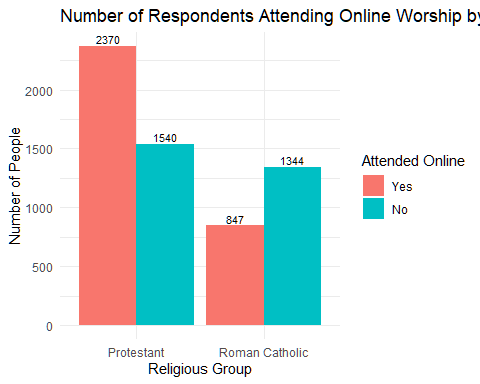 Number of Respondents Attending Online Worship by
2370
1540
1344
847
2000
1500
1000
500
0
Number of People
Protestant
Roman Catholic
Religious Group
Attended Online
Yes
No